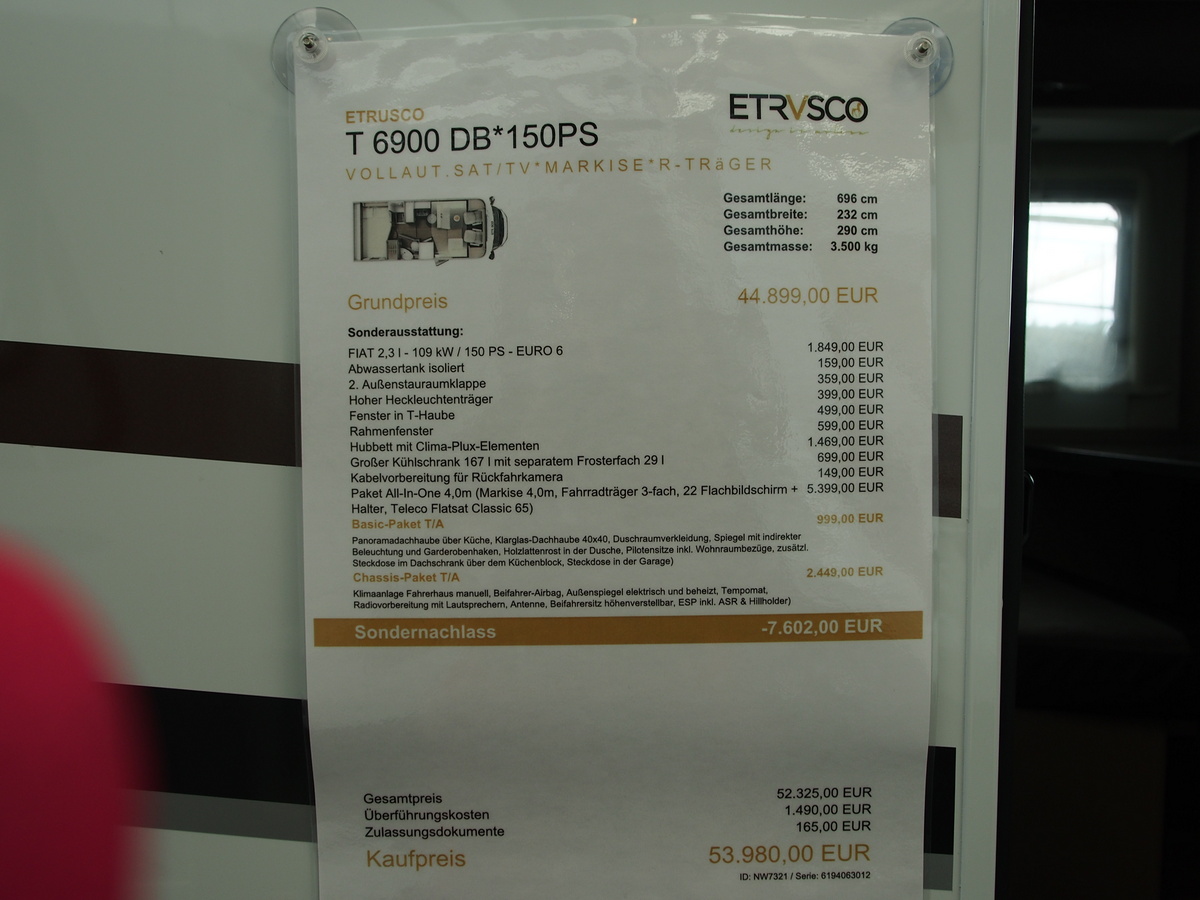 ETRUSCO
ETRVSCO
T 6900 DB*150PS
VOLLAUT.SAT/TV*MARKISE*R-TRäGER
Gesamtlänge: 696 cm
Gesamtbreite: 232 cm
Gesamthöhe: 290 cm
Gesamtmasse: 3.500 kg
Grundpreis 44.899,00 EUR
Sonderausstattung:
FIAT 2,3 l - 109 kW / 150 PS - EURO 6 1.849,00 EUR
Abwassertank isoliert 159,00 EUR
2. Außenstauraumklappe 359,00 EUR
Hoher Heckleuchtenträger 399,00 EUR
Fenster in T-Haube 499,00 EUR
Rahmenfenster 599,00 EUR
Hubbett mit Clima-Plux-Elementen 1.469,00 EUR
Großer Kühlschrank 167 l mit separatem Frosterfach 29 l 699,00 EUR
Kabelvorbereitung für Rückfahrkamera 149,00 EUR
Paket All-In-One 4,0m (Markise 4,0m, Fahrradträger 3-fach, 22 Flachbildschirm + 5.399,00 EUR
Halter, Teleco Flatsat Classic 65)
Basic-Paket T/A 999,00 EUR
Panoramadachhaube über Küche, Klarglas-Dachhaube 40x40, Duschraumverkleidung, Spiegel mit indirekter
Beleuchtung und Garderobenhaken, Holzlattenrost in der Dusche, Pilotensitze inkl. Wohnraumbezüge, zusätzl.
Steckdose im Dachschrank über dem Küchenblock, Steckdose in der Garage)
Chassis-Paket T/A 2.449,00 EUR
Klimaanlage Fahrerhaus manuell, Beifahrer-Airbag, Außenspiegel elektrisch und beheizt, Tempomat,
Radiovorbereitung mit Lautsprechern, Antenne, Beifahrersitz höhenverstellbar, ESP inkl. ASR & Hillholder)
Sondernachlass -7.602,00 EUR
Gesamtpreis 52.325,00 EUR
Überführungskosten 1.490,00 EUR
Zulassungsdokumente 165,00 EUR
Kaufpreis 53.980,00 EUR
ID: NW7321 / Serie: 6194063012